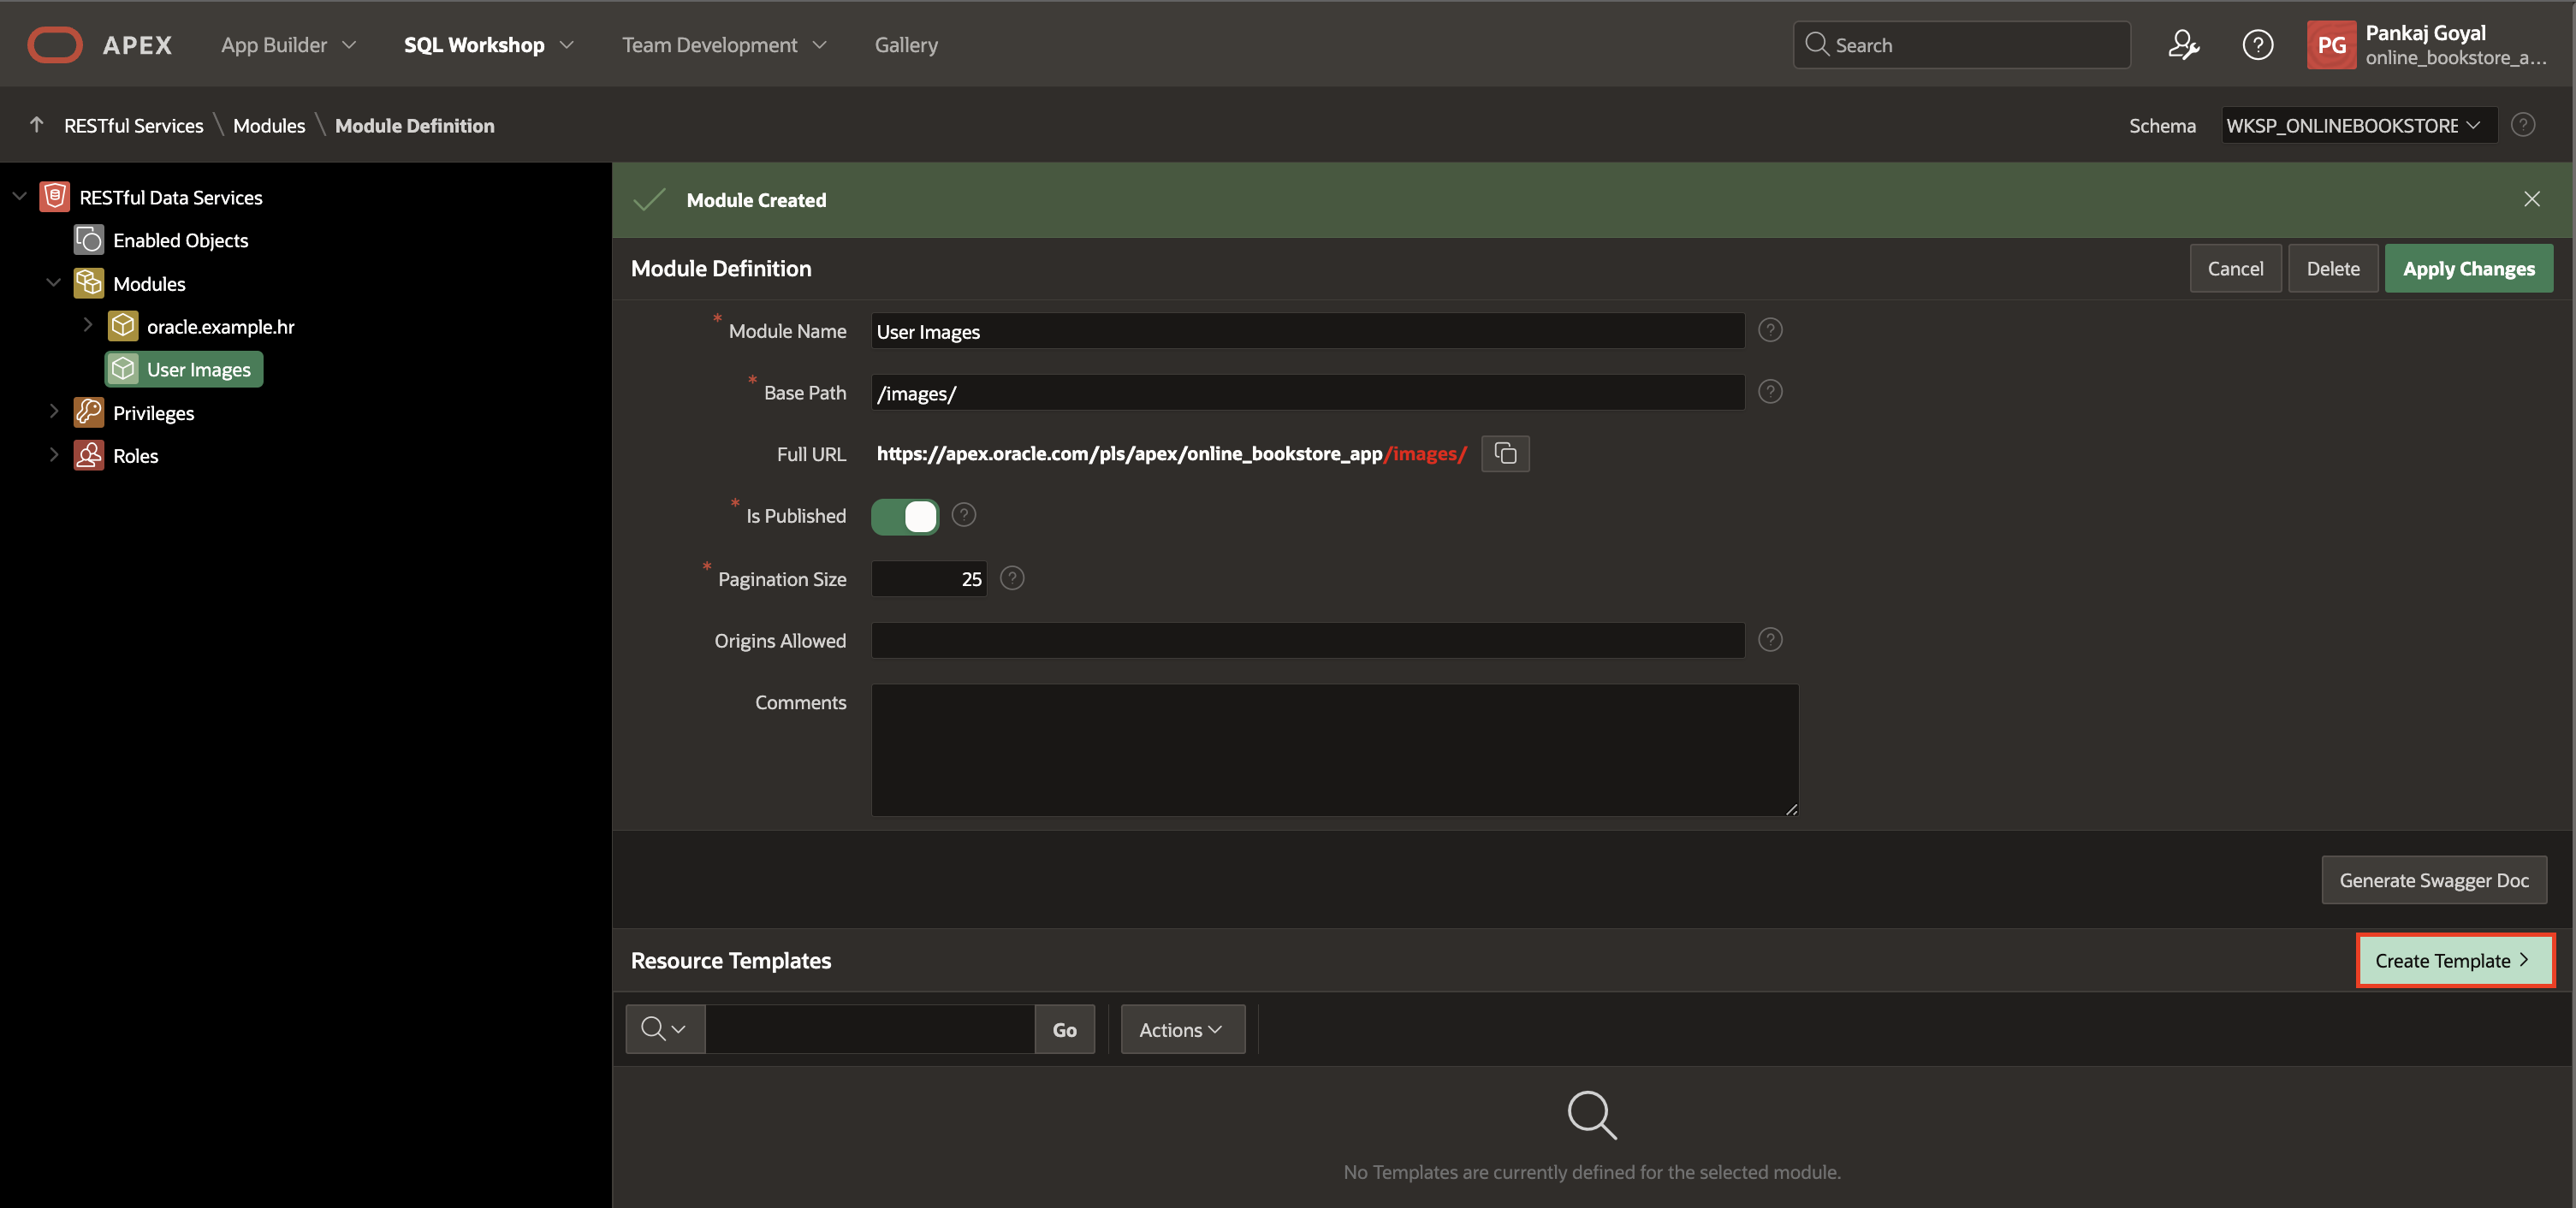 APEX App Builder SQL Workshop Team Development Gallery Search PG Pankaj Goyal
online_bookstore_a...
RESTful Services \ Modules \ Module Definition Schema WKSP_ONLINEBOOKSTORE
RESTful Data Services
Enabled Objects
Modules
oracle.example.hr
User Images
Privileges
Roles
Module Created
Module Definition Cancel Delete Apply Changes
* Module Name User Images
* Base Path /images/
Full URL https://apex.oracle.com/pls/apex/online_bookstore_app/images/
* Is Published
* Pagination Size 25
Origins Allowed
Comments
Generate Swagger Doc
Resource Templates Create Template
Go Actions
No Templates are currently defined for the selected module.